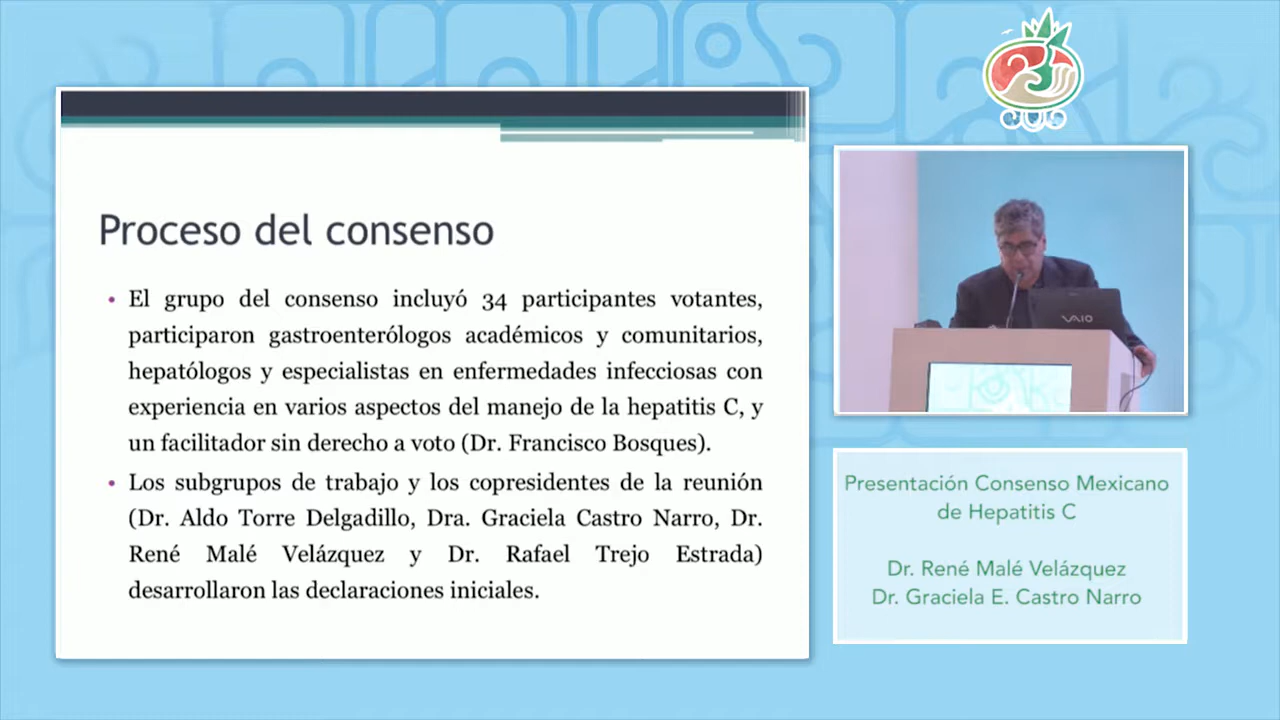 Proceso del consenso
• El grupo del consenso incluyó 34 participantes votantes,
participaron gastroenterólogos académicos y comunitarios,
hepatólogos y especialistas en enfermedades infecciosas con
experiencia en varios aspectos del manejo de la hepatitis C, y
un facilitador sin derecho a voto (Dr. Francisco Bosques).
• Los subgrupos de trabajo y los copresidentes de la reunión
(Dr. Aldo Torre Delgadillo, Dra. Graciela Castro Narro, Dr.
René Malé Velázquez y Dr. Rafael Trejo Estrada)
desarrollaron las declaraciones iniciales.
VAIO
Presentación Consenso Mexicano
de Hepatitis C
Dr. René Malé Velázquez
Dr. Graciela E. Castro Narro